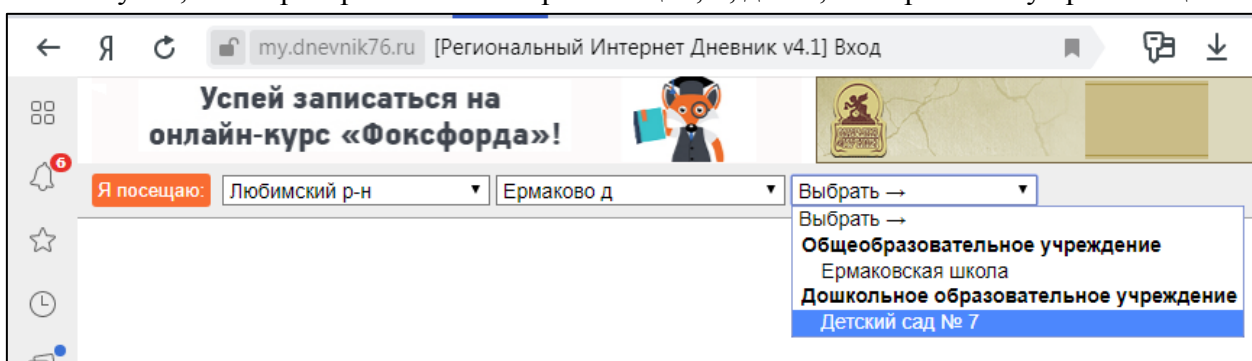 my.dnevnik76.ru [Региональный Интернет Дневник v4.1] Вход
Успей записаться на
онлайн-курс «Фоксфорда»!
6
Я посещаю: Любимский р-н Ермаково д Выбрать →
Выбрать →
Общеобразовательное учреждение
Ермаковская школа
Дошкольное образовательное учреждение
Детский сад № 7